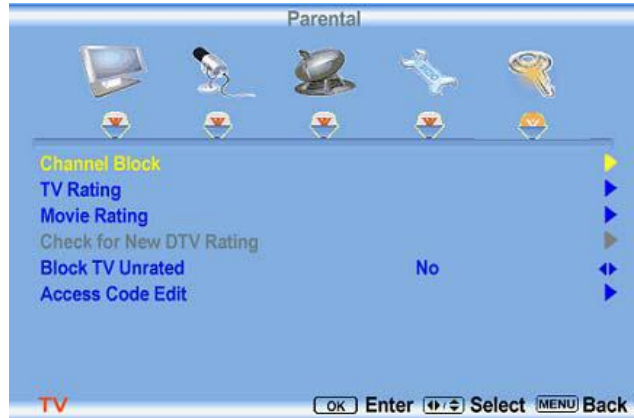 Parental
Channel Block
TV Rating
Movie Rating
Check for New DTV Rating
Block TV Unrated No
Access Code Edit
TV OK Enter Select MENU Back